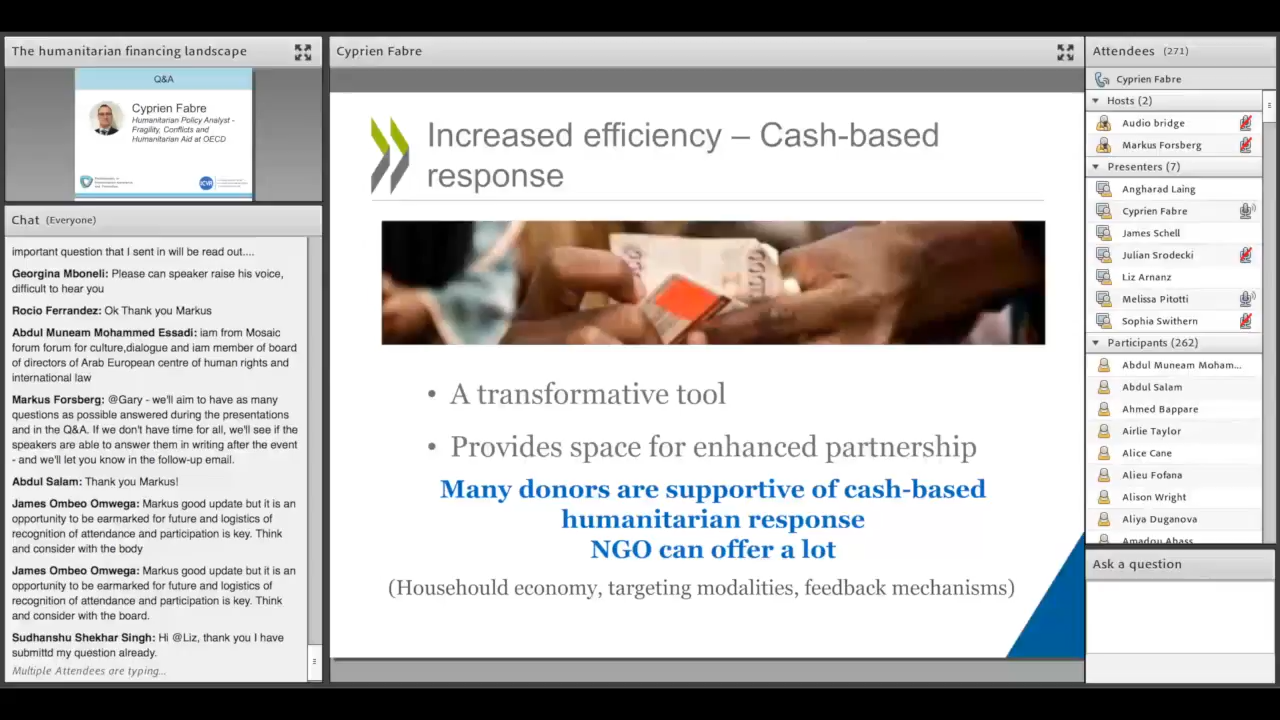 The humanitarian financing landscape
Q&A
Cyprien Fabre
Humanitarian Policy Analyst -
Fragility, Conflicts and
Humanitarian Aid at OECD
Chat (Everyone)
important question that I sent in will be read out....
Georgina Mboneli: Please can speaker raise his voice,
difficult to hear you
Rocio Ferrandez: Ok Thank you Markus
Abdul Muneam Mohammed Essadi: iam from Mosaic
forum forum for culture,dialogue and iam member of board
of directors of Arab European centre of human rights and
international law
Markus Forsberg: @Gary - we'll aim to have as many
questions as possible answered during the presentations
and in the Q&A. If we don't have time for all, we'll see if the
speakers are able to answer them in writing after the event
- and we'll let you know in the follow-up email.
Abdul Salam: Thank you Markus!
James Ombeo Omwega: Markus good update but it is an
opportunity to be earmarked for future and logistics of
recognition of attendance and participation is key. Think
and consider with the body
James Ombeo Omwega: Markus good update but it is an
opportunity to be earmarked for future and logistics of
recognition of attendance and participation is key. Think
and consider with the board.
Sudhanshu Shekhar Singh: Hi @Liz, thank you I have
submittd my question already.
Multiple Attendees are typing...
Cyprien Fabre
Increased efficiency – Cash-based
response
• A transformative tool
• Provides space for enhanced partnership
Many donors are supportive of cash-based
humanitarian response
NGO can offer a lot
(Househould economy, targeting modalities, feedback mechanisms)
Attendees (271)
Cyprien Fabre
Hosts (2)
Audio bridge
Markus Forsberg
Presenters (7)
Angharad Laing
Cyprien Fabre
James Schell
Julian Srodecki
Liz Arnanz
Melissa Pitotti
Sophia Swithern
Participants (262)
Abdul Muneam Moham...
Abdul Salam
Ahmed Bappare
Airlie Taylor
Alice Cane
Alieu Fofana
Alison Wright
Aliya Duganova
Amadou Abass
Ask a question